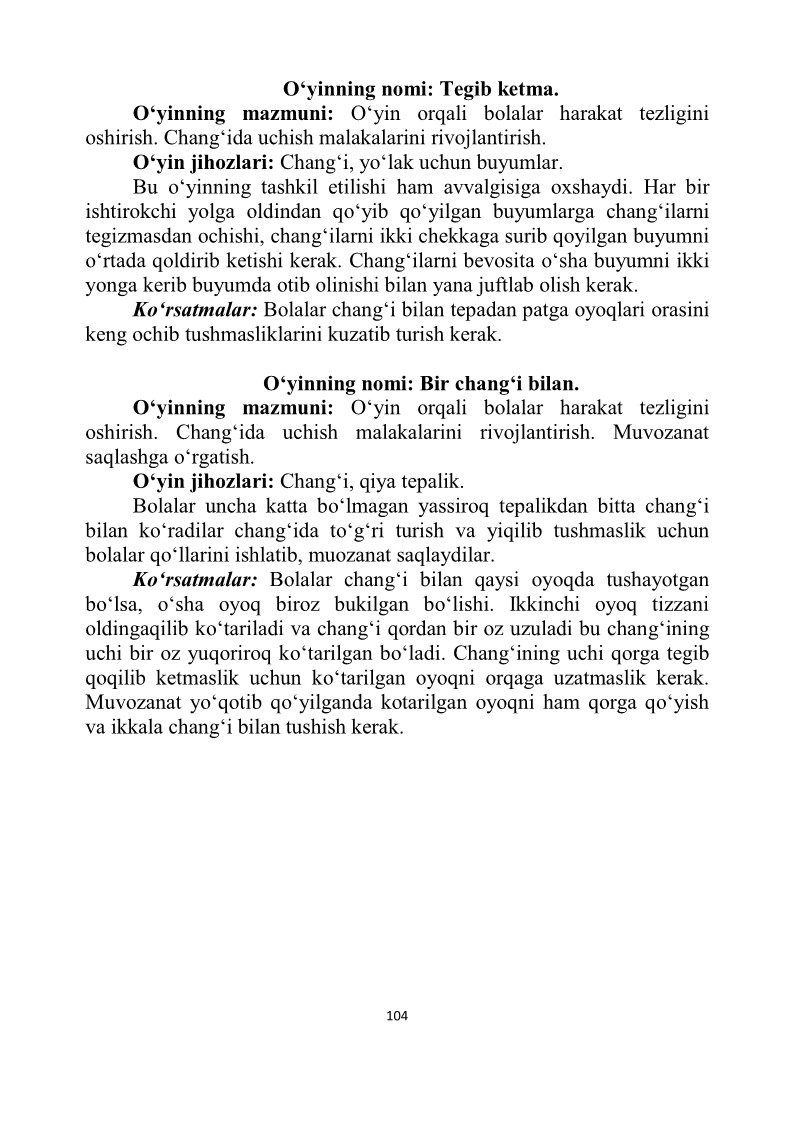 O‘yinning nomi: Tegib ketma.
O‘yinning mazmuni: O‘yin orqali bolalar harakat tezligini
oshirish. Chang‘ida uchish malakalarini rivojlantirish.
O‘yin jihozlari: Chang‘i, yo‘lak uchun buyumlar.
Bu o‘yinning tashkil etilishi ham avvalgisiga oxshaydi. Har bir
ishtirokchi yolga oldindan qo‘yib qo‘yilgan buyumlarga chang‘ilarni
tegizmasdan ochishi, chang‘ilarni ikki chekkaga surib qoyilgan buyumni
o‘rtada qoldirib ketishi kerak. Chang‘ilarni bevosita o‘sha buyumni ikki
yonga kerib buyumda otib olinishi bilan yana juftlab olish kerak.
Ko‘rsatmalar: Bolalar chang‘i bilan tepadan patga oyoqlari orasini
keng ochib tushmasliklarini kuzatib turish kerak.
O‘yinning nomi: Bir chang‘i bilan.
O‘yinning mazmuni: O‘yin orqali bolalar harakat tezligini
oshirish. Chang‘ida uchish malakalarini rivojlantirish. Muvozanat
saqlashga o‘rgatish.
O‘yin jihozlari: Chang‘i, qiya tepalik.
Bolalar uncha katta bo‘lmagan yassiroq tepalikdan bitta chang‘i
bilan ko‘radilar chang‘ida to‘g‘ri turish va yiqilib tushmaslik uchun
bolalar qo‘llarini ishlatib, muozanat saqlaydilar.
Ko‘rsatmalar: Bolalar chang‘i bilan qaysi oyoqda tushayotgan
bo‘lsa, o‘sha oyoq biroz bukilgan bo‘lishi. Ikkinchi oyoq tizzani
oldingaqilib ko‘tariladi va chang‘i qordan bir oz uzuladi bu chang‘ining
uchi bir oz yuqoriroq ko‘tarilgan bo‘ladi. Chang‘ining uchi qorga tegib
qoqilib ketmaslik uchun ko‘tarilgan oyoqni orqaga uzatmaslik kerak.
Muvozanat yo‘qotib qo‘yilganda kotarilgan oyoqni ham qorga qo‘yish
va ikkala chang‘i bilan tushish kerak.
104